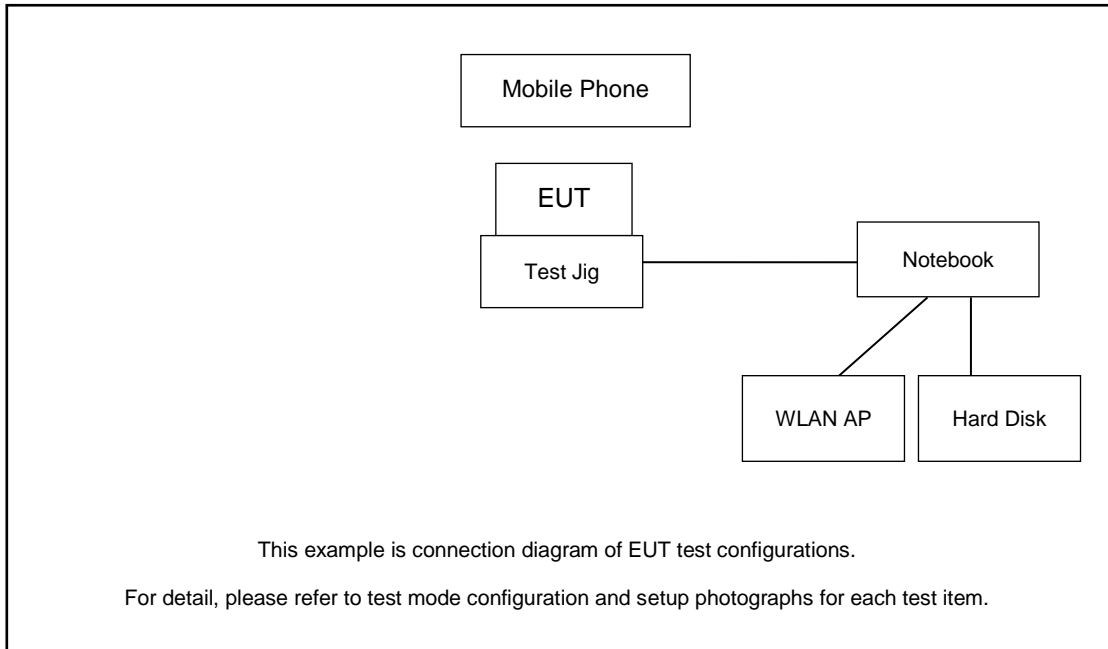 Mobile Phone
EUT
Test Jig
Notebook
WLAN AP
Hard Disk
This example is connection diagram of EUT test configurations.
For detail, please refer to test mode configuration and setup photographs for each test item.